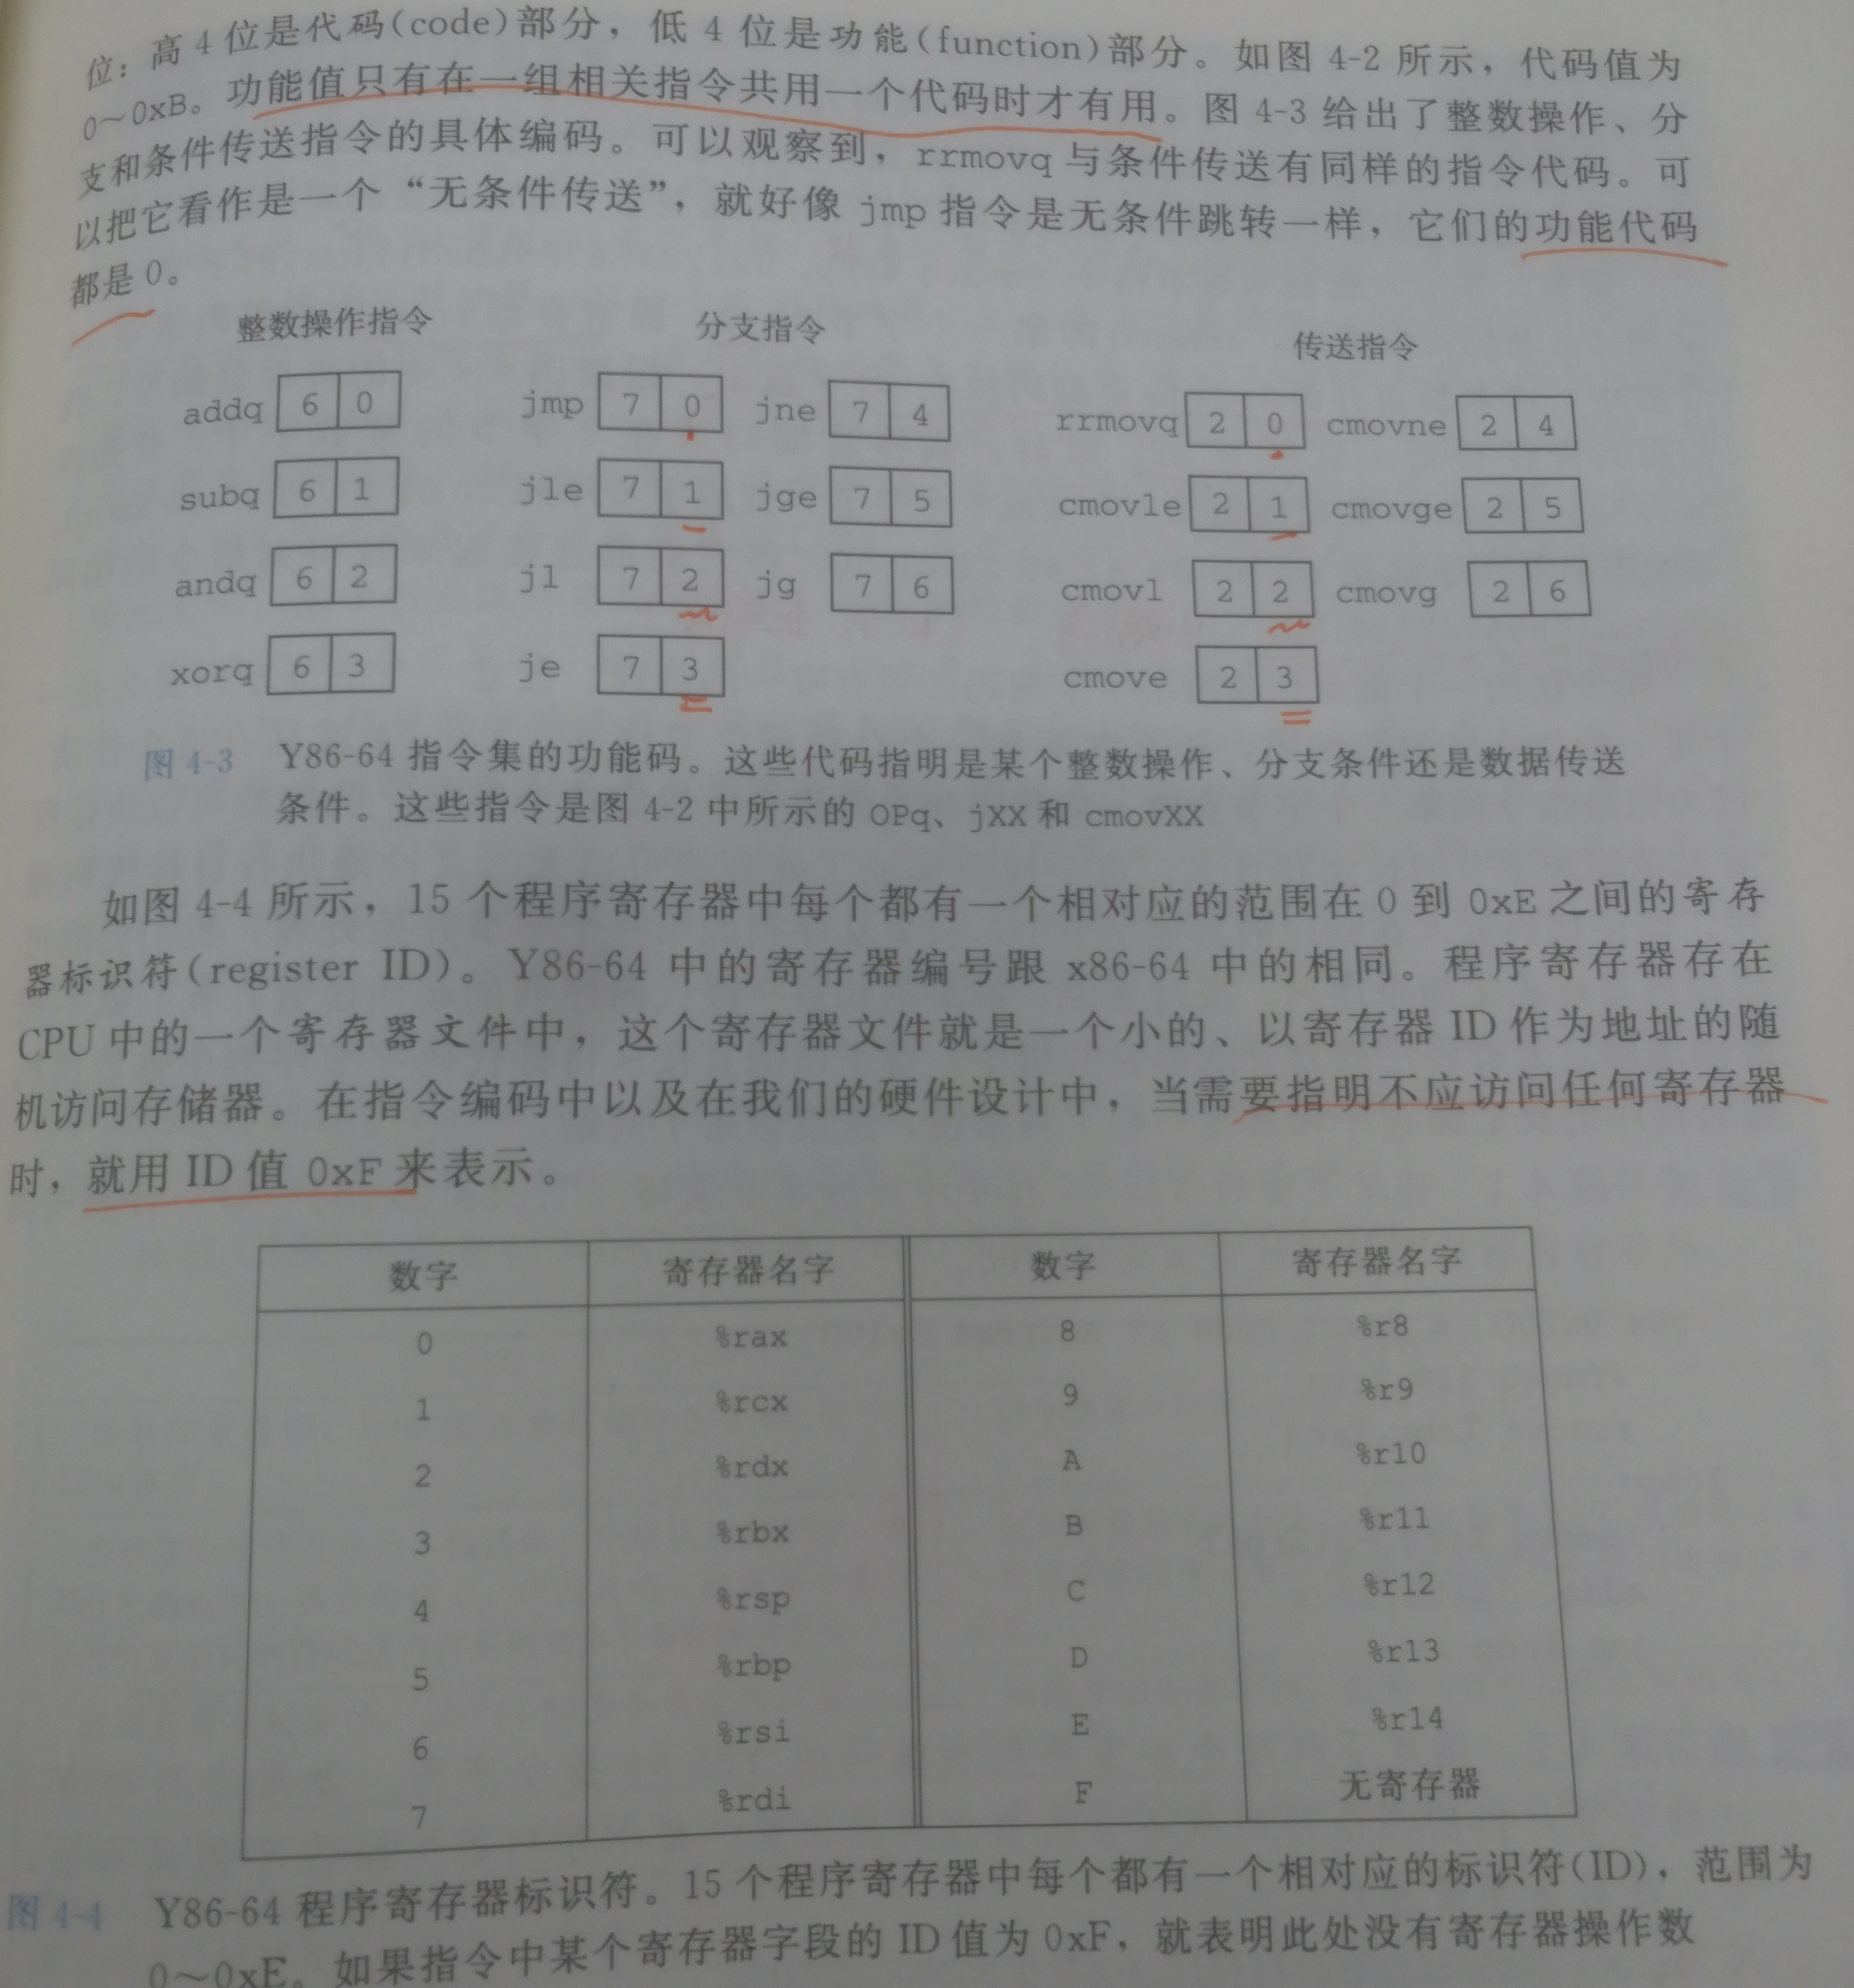 位：高 4 位是代码(code)部分，低 4 位是功能(function)部分。如图 4-2 所示，代码值为
0～0xB。功能值只有在一组相关指令共用一个代码时才有用。图 4-3 给出了整数操作、分
支和条件传送指令的具体编码。可以观察到，rrmovq 与条件传送有同样的指令代码。可
以把它看作是一个“无条件传送”，就好像 jmp 指令是无条件跳转一样，它们的功能代码
都是 0。
整数操作指令 分支指令 传送指令
addq 6 0 jmp 7 0 jne 7 4 rrmovq 2 0 cmovne 2 4
subq 6 1 jle 7 1 jge 7 5 cmovle 2 1 cmovge 2 5
andq 6 2 jl 7 2 jg 7 6 cmovl 2 2 cmovg 2 6
xorq 6 3 je 7 3 cmove 2 3
图 4-3 Y86-64 指令集的功能码。这些代码指明是某个整数操作、分支条件还是数据传送
条件。这些指令是图 4-2 中所示的 OPq、jXX 和 cmovXX
如图 4-4 所示，15 个程序寄存器中每个都有一个相对应的范围在 0 到 0xE 之间的寄存
器标识符(register ID)。Y86-64 中的寄存器编号跟 x86-64 中的相同。程序寄存器存在
CPU 中的一个寄存器文件中，这个寄存器文件就是一个小的、以寄存器 ID 作为地址的随
机访问存储器。在指令编码中以及在我们的硬件设计中，当需要指明不应访问任何寄存器
时，就用 ID 值 0xF 来表示。
数字 寄存器名字 数字 寄存器名字
0 %rax 8 %r8
1 %rcx 9 %r9
2 %rdx A %r10
3 %rbx B %r11
4 %rsp C %r12
5 %rbp D %r13
6 %rsi E %r14
7 %rdi F 无寄存器
图 4-4 Y86-64 程序寄存器标识符。15 个程序寄存器中每个都有一个相对应的标识符(ID)，范围为
0～0xE。如果指令中某个寄存器字段的 ID 值为 0xF，就表明此处没有寄存器操作数